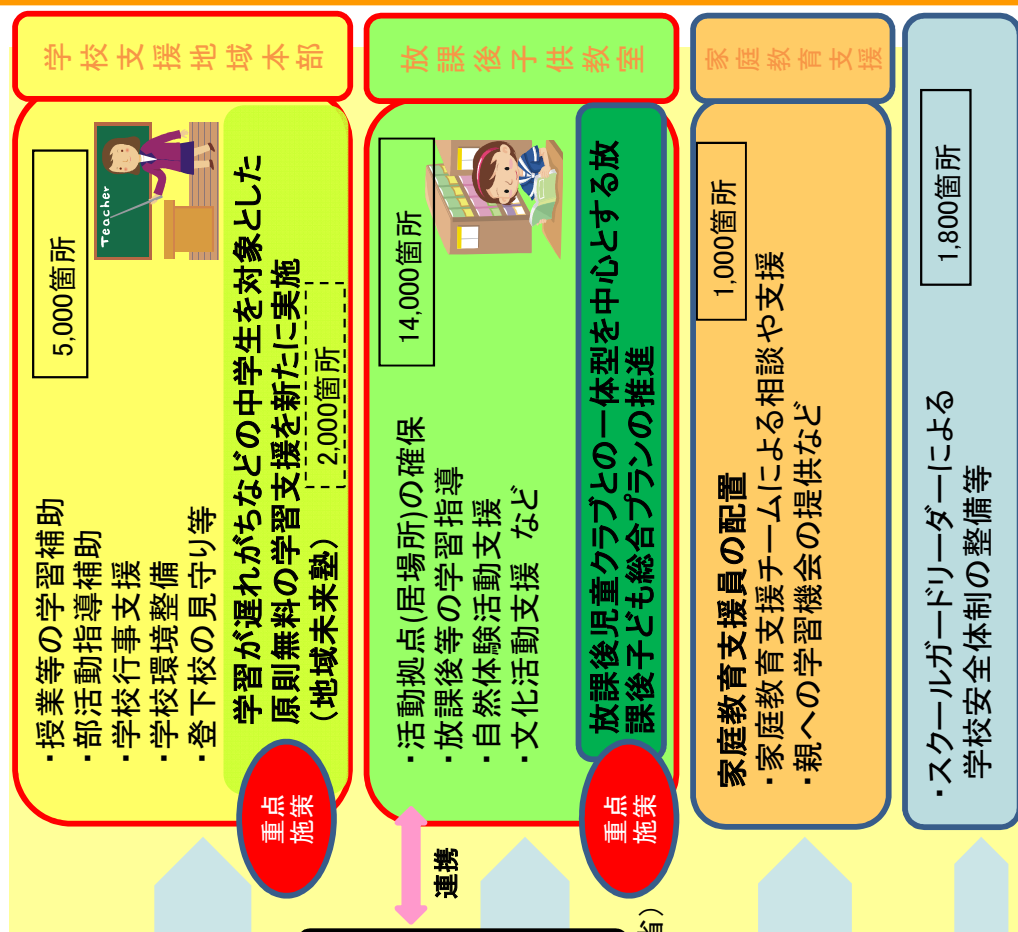 学校支援地域本部
5,000箇所
・授業等の学習補助
・部活動指導補助
・学校行事支援
・学校環境整備
・登下校の見守り等
Teacher
学習が遅れがちなどの中学生を対象とした
原則無料の学習支援を新たに実施
（地域未来塾）
2,000箇所
重点
施策
放課後子供教室
14,000箇所
・活動拠点(居場所)の確保
・放課後等の学習指導
・自然体験活動支援
・文化活動支援 など
放課後児童クラブとの一体型を中心とする放
課後子ども総合プランの推進
重点
施策
連携
省）
家庭教育支援
1,000箇所
家庭教育支援員の配置
・家庭教育支援チームによる相談や支援
・親への学習機会の提供など
1,800箇所
・スクールガードリーダーによる
学校安全体制の整備等